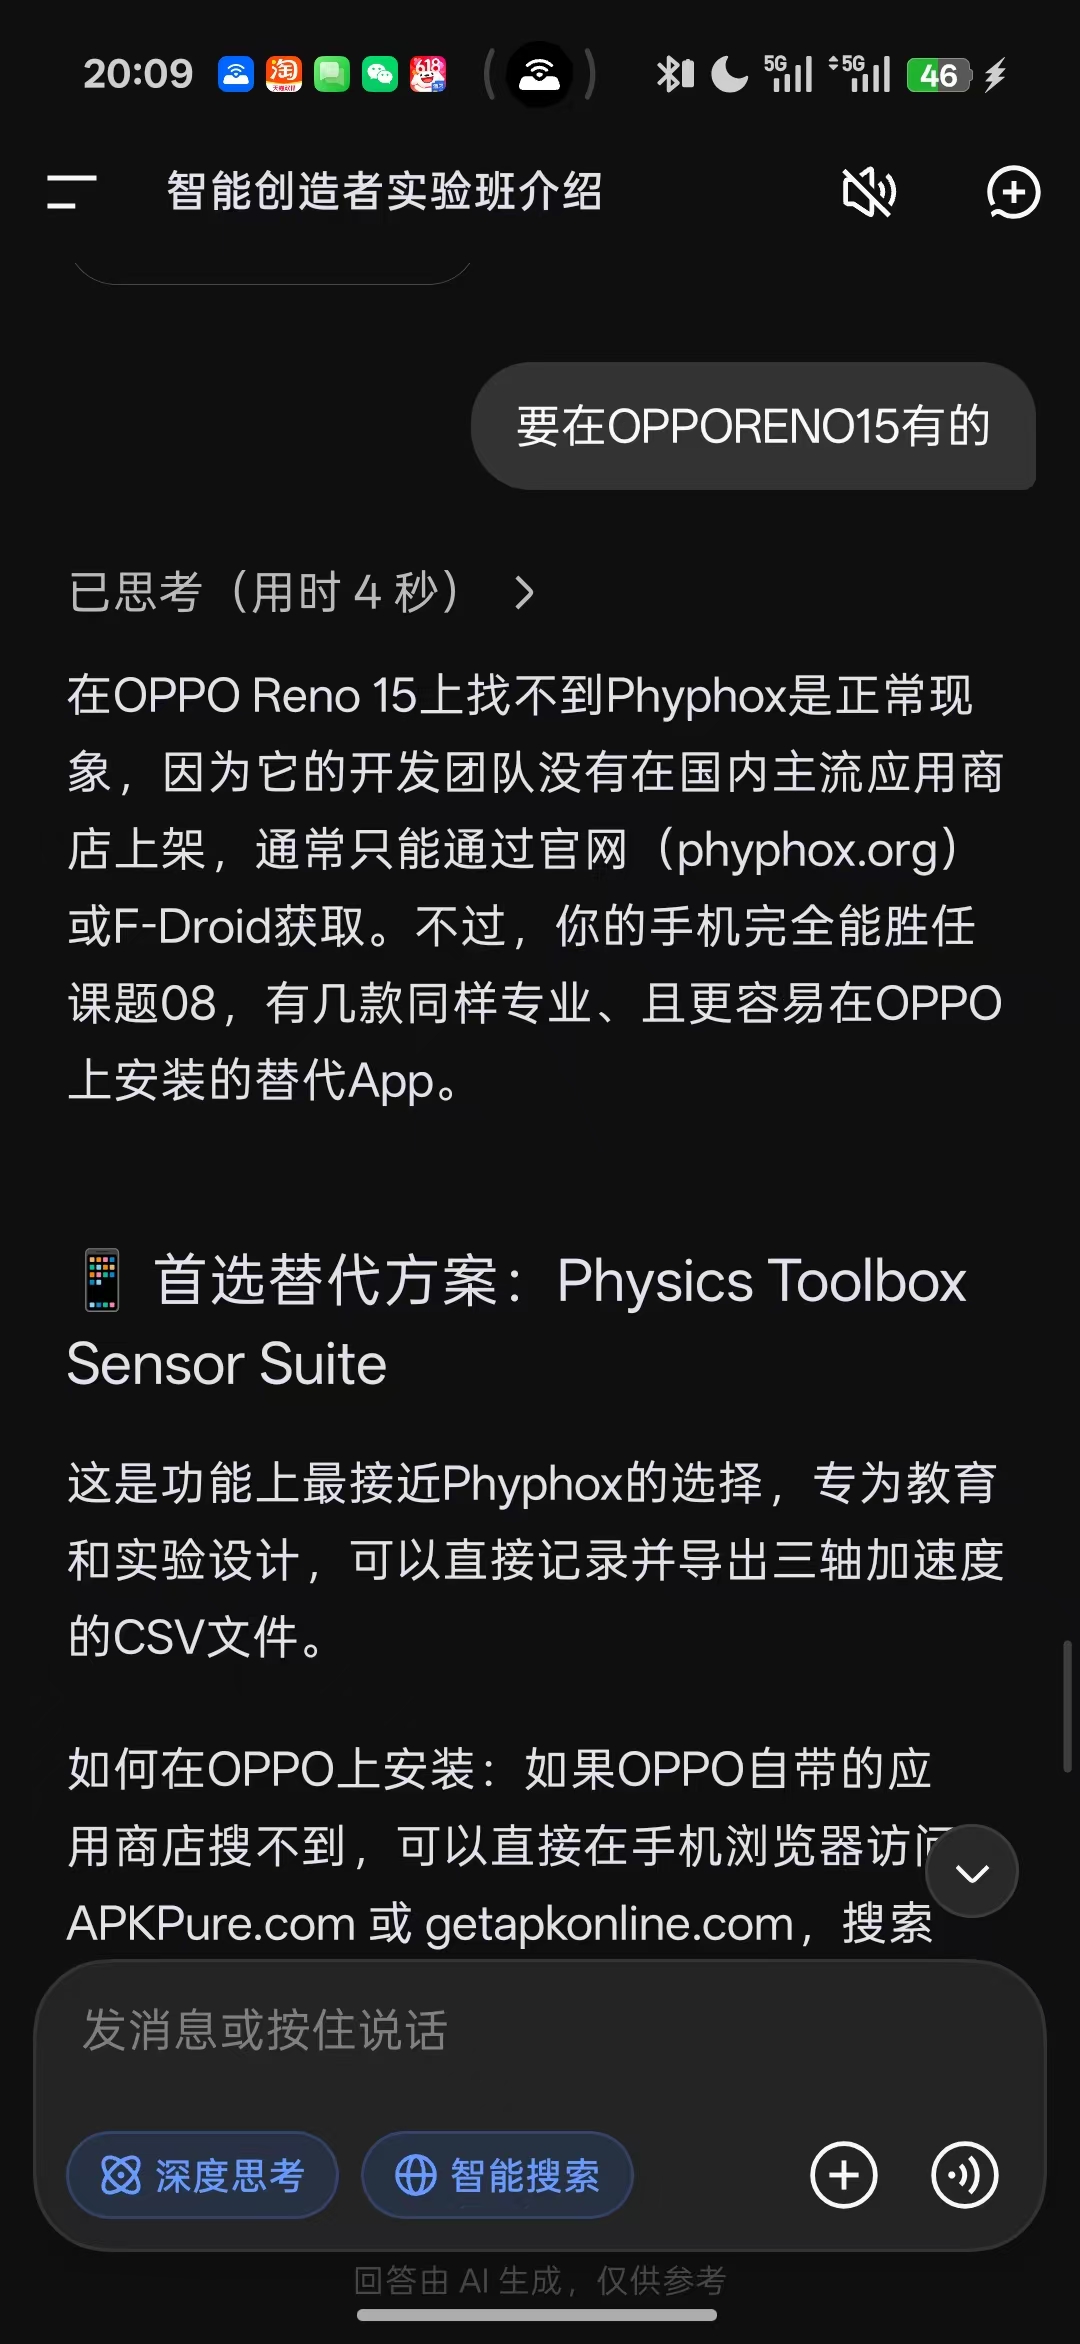 20:09
淘
618
5G
5G
46
智能创造者实验班介绍
要在OPPORENO15有的
已思考（用时 4 秒）
在OPPO Reno 15上找不到Phyphox是正常现
象，因为它的开发团队没有在国内主流应用商
店上架，通常只能通过官网（phyphox.org）
或F-Droid获取。不过，你的手机完全能胜任
课题08，有几款同样专业、且更容易在OPPO
上安装的替代App。
首选替代方案：Physics Toolbox
Sensor Suite
这是功能上最接近Phyphox的选择，专为教育
和实验设计，可以直接记录并导出三轴加速度
的CSV文件。
如何在OPPO上安装：如果OPPO自带的应
用商店搜不到，可以直接在手机浏览器访问
APKPure.com 或 getapkonline.com，搜索
发消息或按住说话
深度思考
智能搜索
回答由 AI 生成，仅供参考